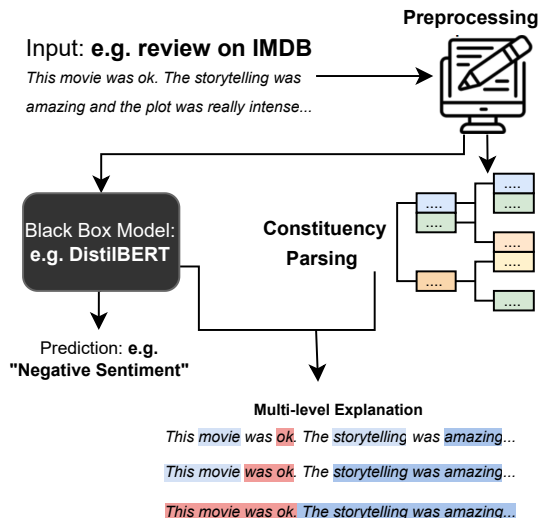 Preprocessing
Input: e.g. review on IMDB
This movie was ok. The storytelling was
amazing and the plot was really intense...
....
....
....
....
....
....
....
....
Black Box Model:
e.g. DistilBERT
Constituency
Parsing
Prediction: e.g.
"Negative Sentiment"
Multi-level Explanation
This movie was ok. The storytelling was amazing...
This movie was ok. The storytelling was amazing...
This movie was ok. The storytelling was amazing...